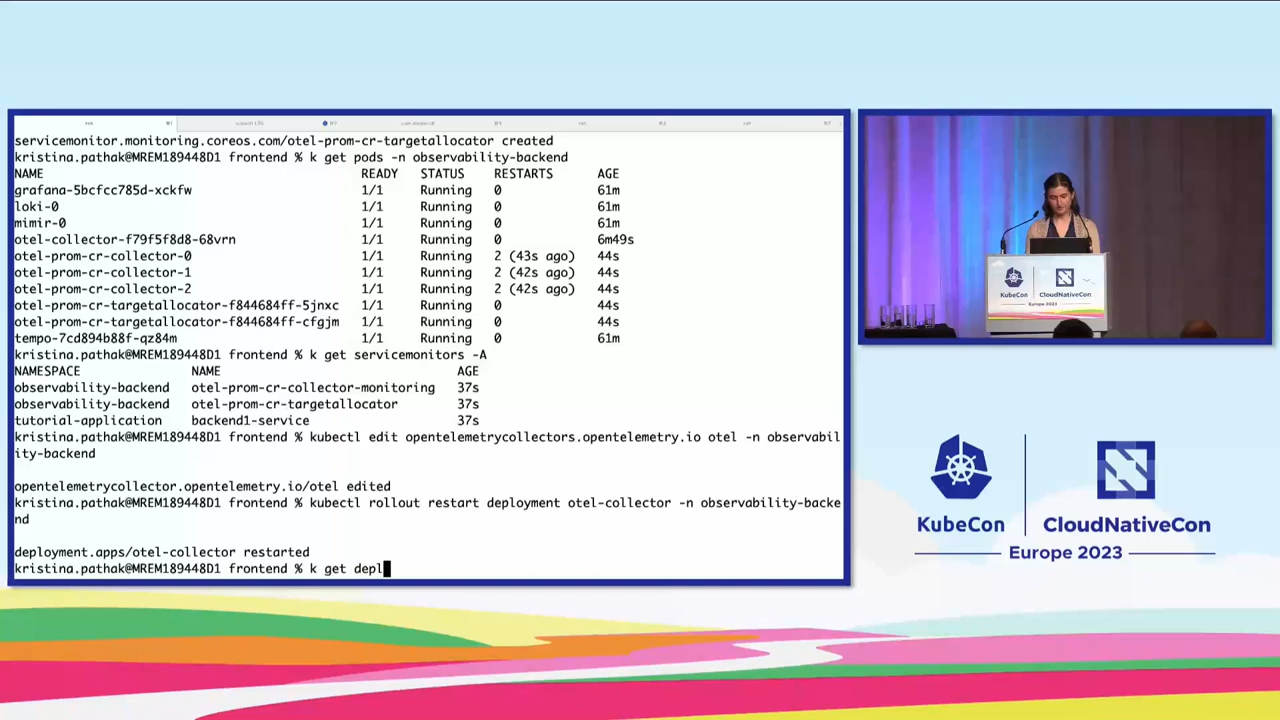 servicemonitor.monitoring.coreos.com/otel-prom-cr-targetallocator created
kristina.pathak@MREM189448D1 frontend % k get pods -n observability-backend
NAME READY STATUS RESTARTS AGE
grafana-5bcfcc785d-xckfw 1/1 Running 0 61m
loki-0 1/1 Running 0 61m
mimir-0 1/1 Running 0 61m
otel-collector-f79f5f8d8-68vrn 1/1 Running 0 6m49s
otel-prom-cr-collector-0 1/1 Running 2 (43s ago) 44s
otel-prom-cr-collector-1 1/1 Running 2 (42s ago) 44s
otel-prom-cr-collector-2 1/1 Running 2 (42s ago) 44s
otel-prom-cr-targetallocator-f844684ff-5jnxc 1/1 Running 0 44s
otel-prom-cr-targetallocator-f844684ff-cfgjm 1/1 Running 0 44s
tempo-7cd894b88f-qz84m 1/1 Running 0 61m
kristina.pathak@MREM189448D1 frontend % k get servicemonitors -A
NAMESPACE NAME AGE
observability-backend otel-prom-cr-collector-monitoring 37s
observability-backend otel-prom-cr-targetallocator 37s
tutorial-application backend1-service 37s
kristina.pathak@MREM189448D1 frontend % kubectl edit opentelemetrycollectors.opentelemetry.io otel -n observabil
ity-backend
opentelemetrycollector.opentelemetry.io/otel edited
kristina.pathak@MREM189448D1 frontend % kubectl rollout restart deployment otel-collector -n observability-backe
nd
deployment.apps/otel-collector restarted
kristina.pathak@MREM189448D1 frontend % k get depl
KubeCon
CloudNativeCon
Europe 2023
KubeCon
CloudNativeCon
Europe 2023